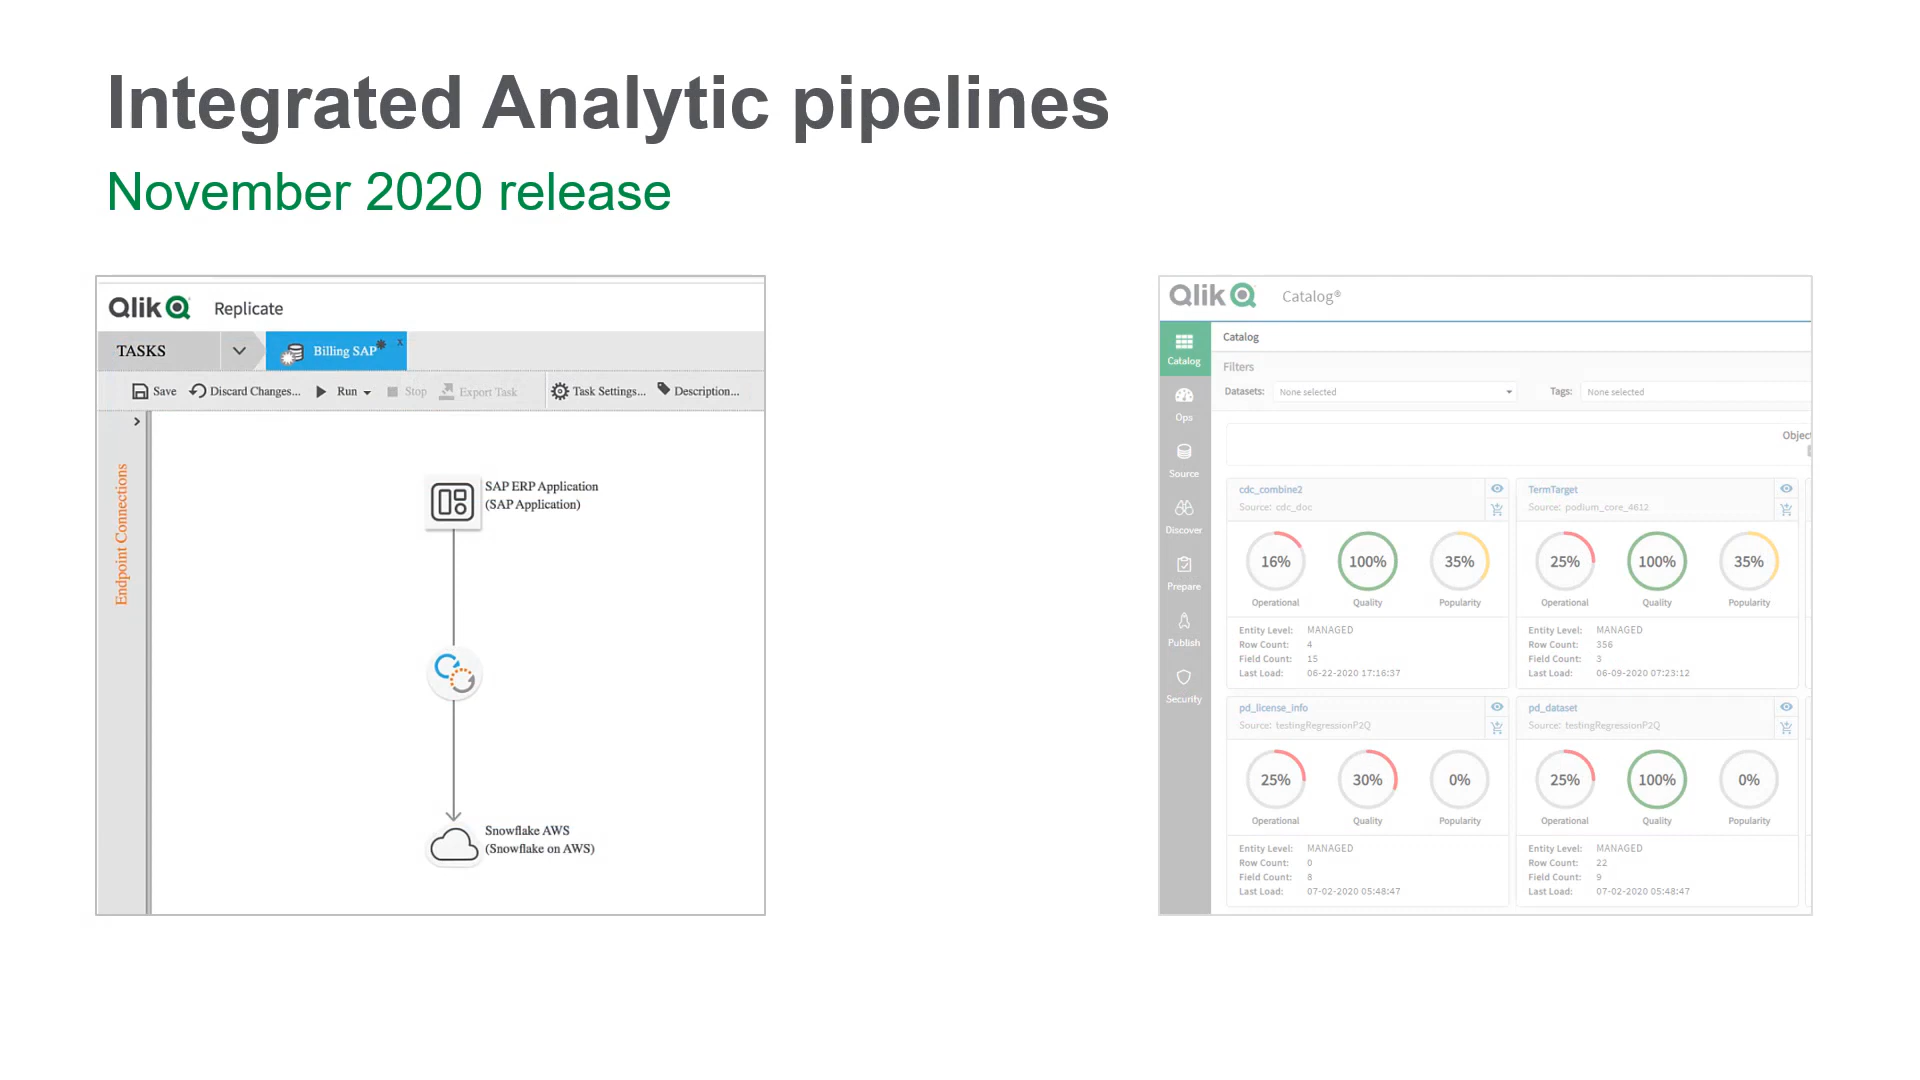 Integrated Analytic pipelines
November 2020 release
Qlik Replicate
TASKS
Billing SAP* x
Save Discard Changes... Run Stop Export Task Task Settings... Description...
Endpoint Connections
SAP ERP Application
(SAP Application)
Snowflake AWS
(Snowflake on AWS)
Qlik Catalog®
Catalog
Ops
Source
Discover
Prepare
Publish
Security
Catalog
Filters
Datasets: None selected Tags: None selected
Objec
cdc_combine2
Source: cdc_doc
16% 100% 35%
Operational Quality Popularity
Entity Level: MANAGED
Row Count: 4
Field Count: 15
Last Load: 06-22-2020 17:16:37
TermTarget
Source: podium_core_4612
25% 100% 35%
Operational Quality Popularity
Entity Level: MANAGED
Row Count: 356
Field Count: 3
Last Load: 06-09-2020 07:23:12
pd_license_info
Source: testingRegressionP2Q
25% 30% 0%
Operational Quality Popularity
Entity Level: MANAGED
Row Count: 0
Field Count: 8
Last Load: 07-02-2020 05:48:47
pd_dataset
Source: testingRegressionP2Q
25% 100% 0%
Operational Quality Popularity
Entity Level: MANAGED
Row Count: 22
Field Count: 9
Last Load: 07-02-2020 05:48:47